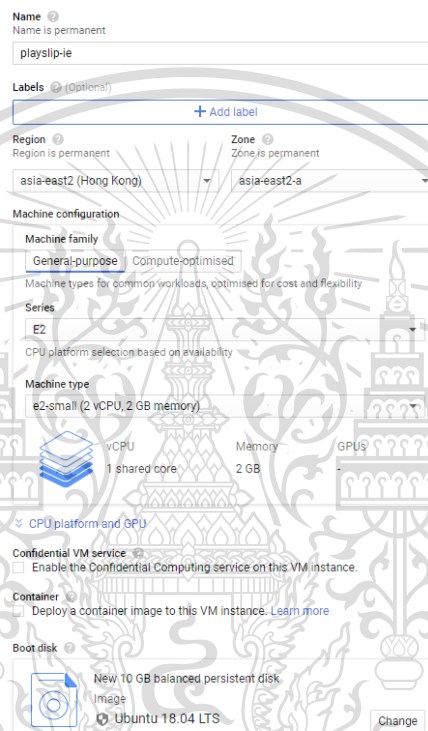 Name
Name is permanent
playslip-ie
Labels (Optional)
+ Add label
Region Zone
Region is permanent Zone is permanent
asia-east2 (Hong Kong) asia-east2-a
Machine configuration
Machine family
General-purpose Compute-optimised
Machine types for common workloads, optimised for cost and flexibility
Series
E2
CPU platform selection based on availability
Machine type
e2-small (2 vCPU, 2 GB memory)
vCPU Memory GPUs
1 shared core 2 GB -
CPU platform and GPU
Confidential VM service
Enable the Confidential Computing service on this VM instance.
Container
Deploy a container image to this VM instance. Learn more
Boot disk
New 10 GB balanced persistent disk
Image
Ubuntu 18.04 LTS Change